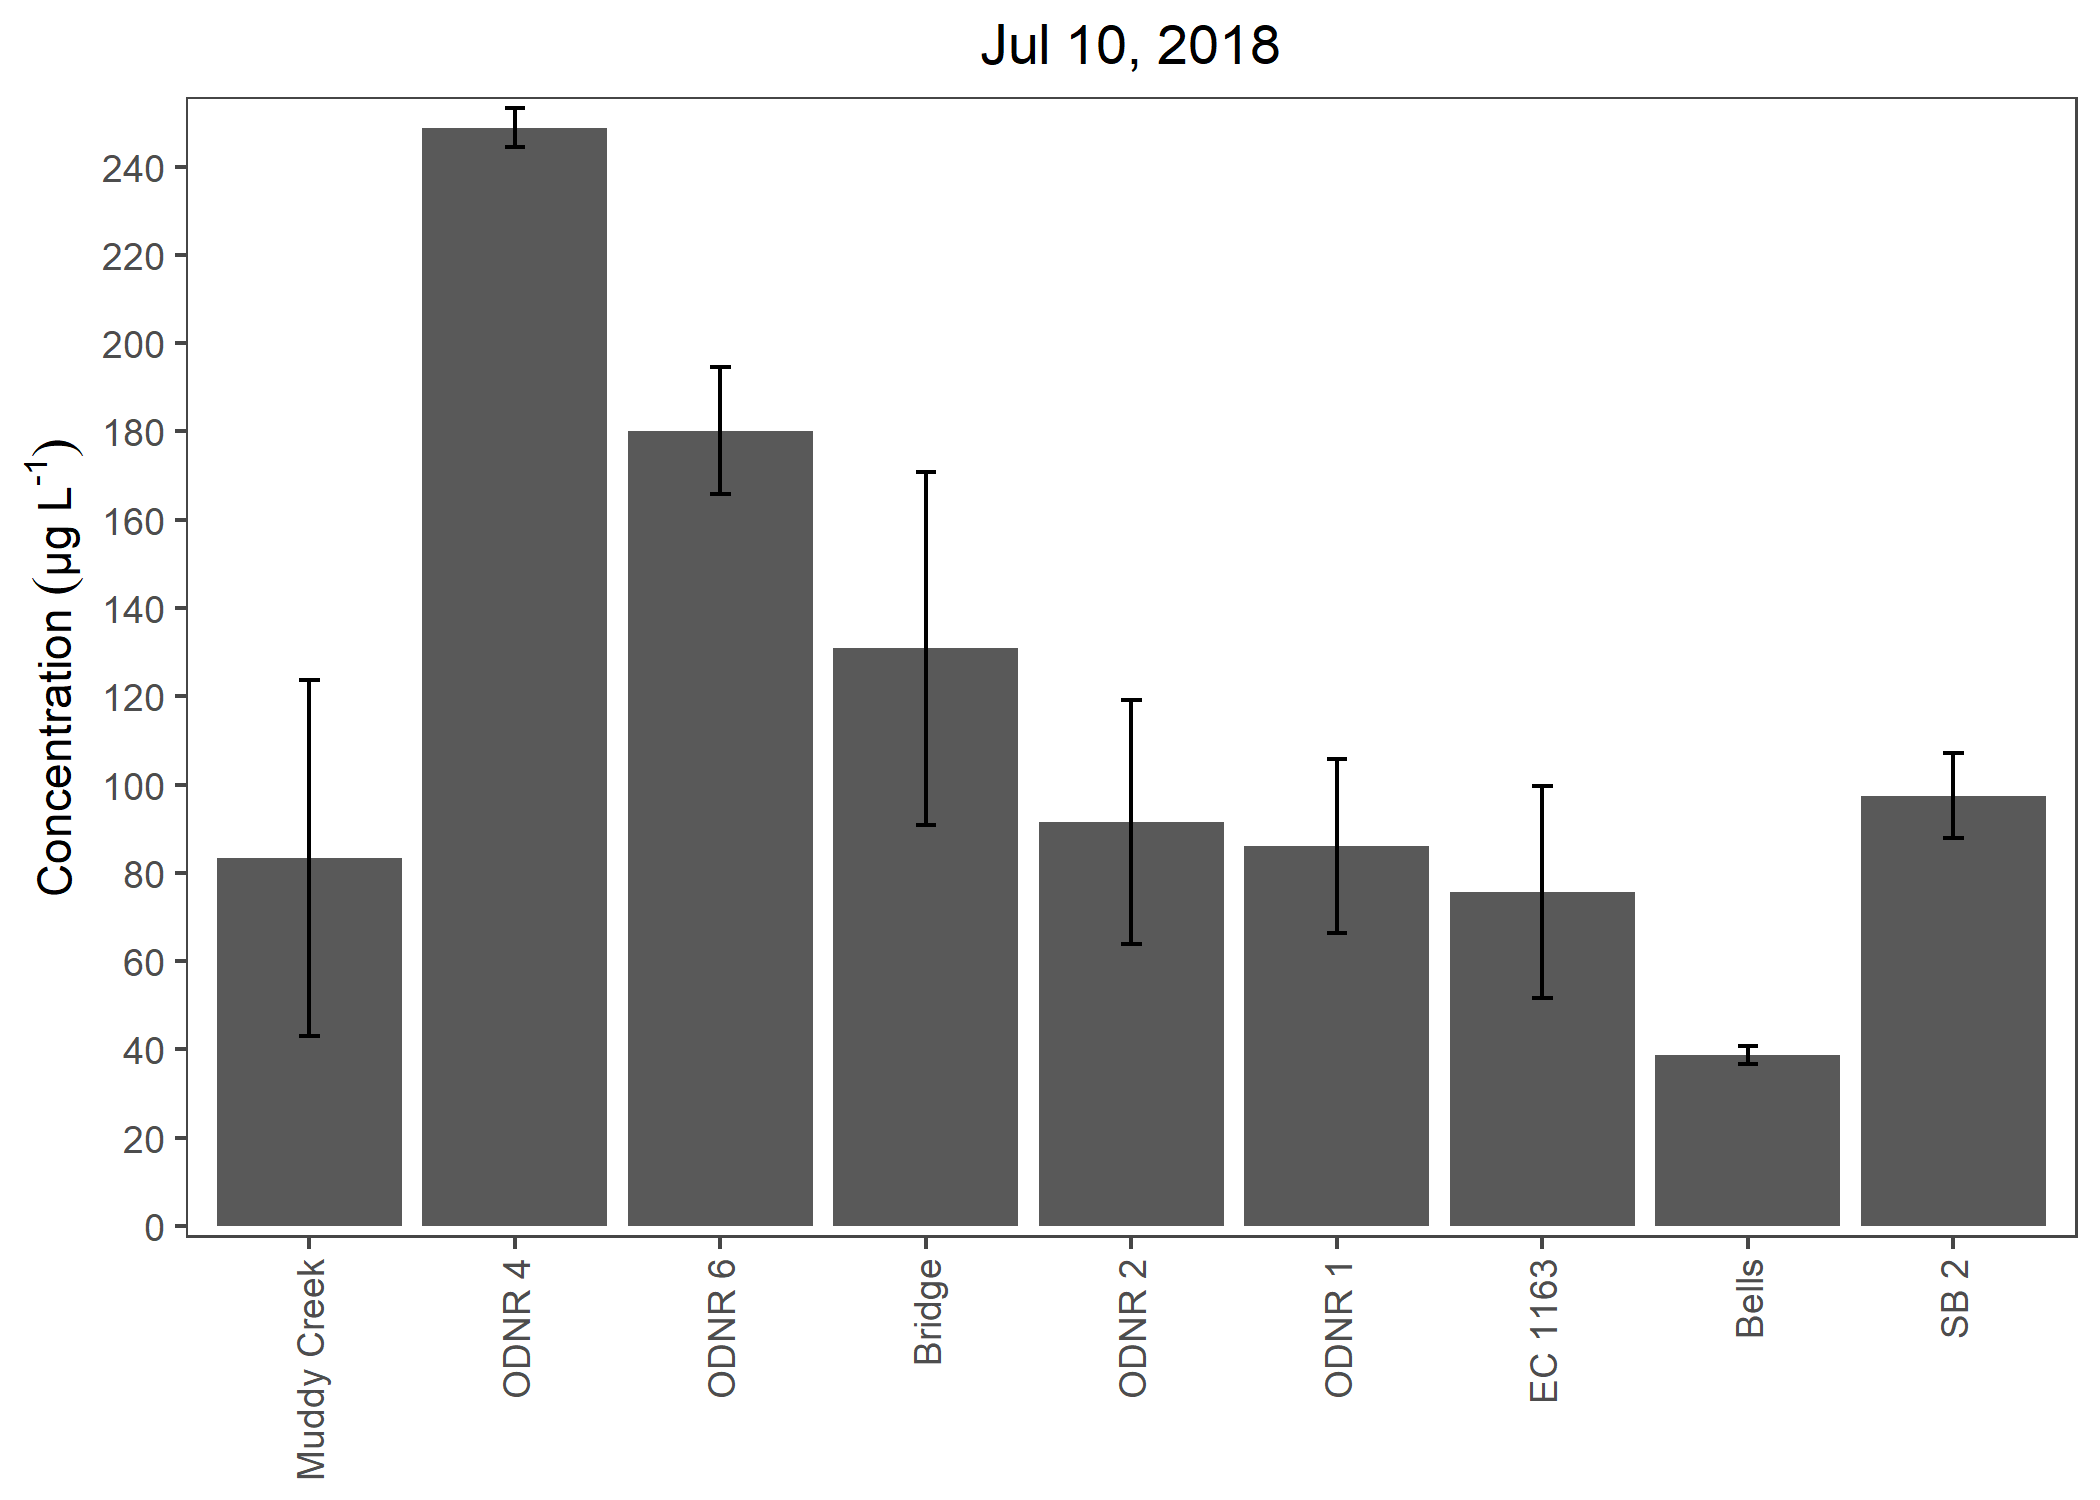 Jul 10, 2018
Concentration (µg L⁻¹)
240
220
200
180
160
140
120
100
80
60
40
20
0
Muddy Creek
ODNR 4
ODNR 6
Bridge
ODNR 2
ODNR 1
EC 1163
Bells
SB 2